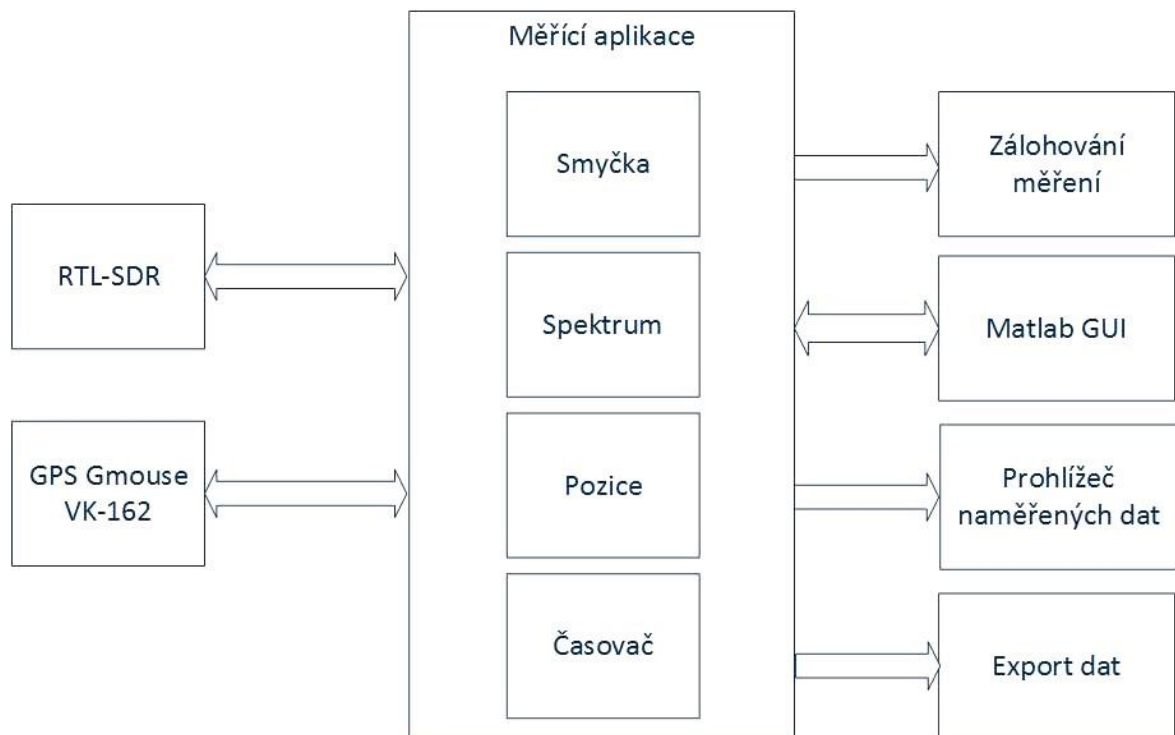 Měřící aplikace
RTL-SDR
GPS Gmouse
VK-162
Smyčka
Spektrum
Pozice
Časovač
Zálohování
měření
Matlab GUI
Prohlížeč
naměřených dat
Export dat